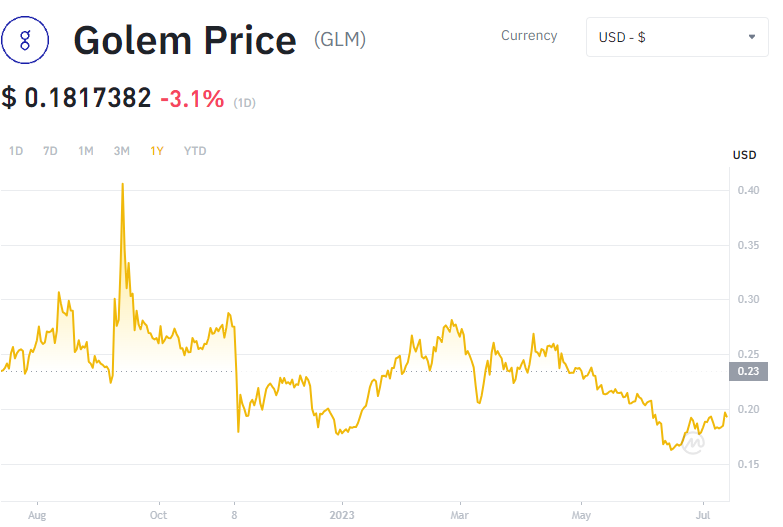 Golem Price (GLM)
Currency
USD - $
$ 0.1817382 -3.1% (1D)
1D 7D 1M 3M 1Y YTD
USD
0.40
0.35
0.30
0.25
0.23
0.20
0.15
Aug Oct 8 2023 Mar May Jul